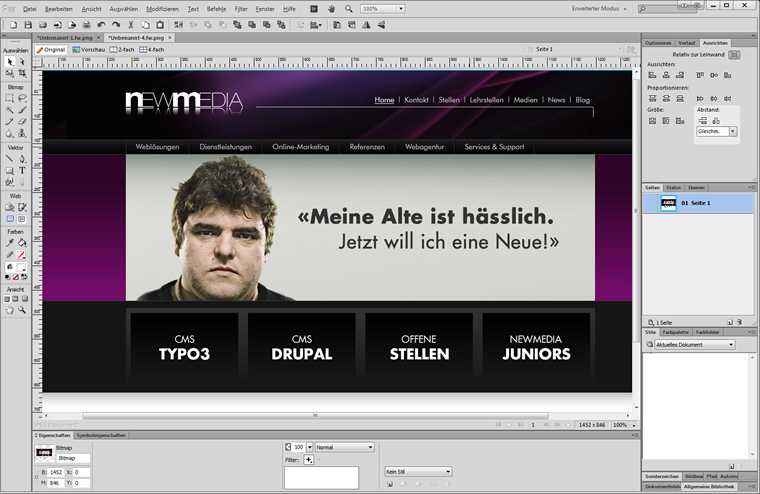 Fw
Datei Bearbeiten Ansicht Auswählen Modifizieren Text Befehle Filter Fenster Hilfe
100%
Erweiterter Modus
*Unbenannt-1.fw.png
*Unbenannt-4.fw.png
Original Vorschau 2-fach 4-fach
Seite 1
Auswählen
Bitmap
Vektor
T
Web
Farben
Ansicht
NEWMEDIA
Home | Kontakt | Stellen | Lehrstellen | Medien | News | Blog
Weblösungen Dienstleistungen Online-Marketing Referenzen Webagentur Services & Support
«Meine Alte ist hässlich.
Jetzt will ich eine Neue!»
CMS
TYPO3
CMS
DRUPAL
OFFENE
STELLEN
NEWMEDIA
JUNIORS
1
1452 x 846
100%
Eigenschaften Symboleigenschaften
Bitmap
Bitmap
B: 1452 X: 0
H: 846 Y: 0
100
Normal
Filter:
Kein Stil
Optimieren Verlauf Ausrichten
Relativ zur Leinwand
Ausrichten:
Proportionieren:
Größe:
Abstand:
Gleichm.
Seiten Status Ebenen
01 Seite 1
1 Seite
Stile Farbpalette Farbfelder
Aktuelles Dokument
Sonderzeichen Pfad
Allgemeine Bibliothek